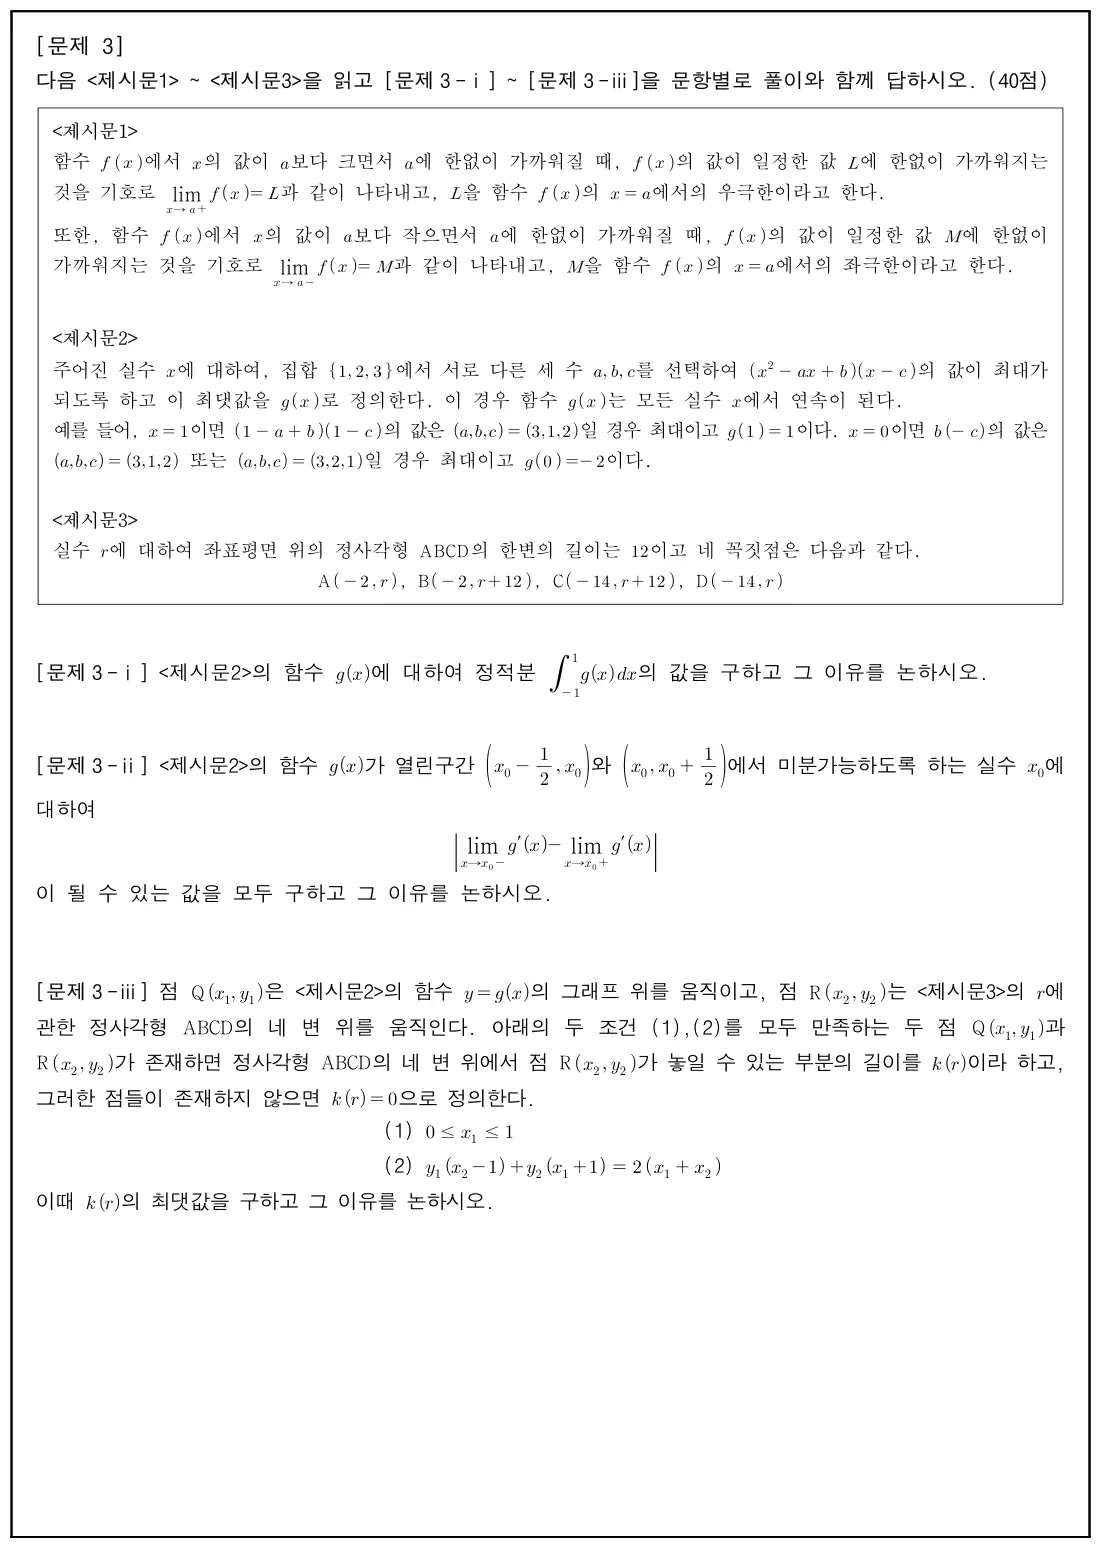 [문제 3]
다음 <제시문1> ~ <제시문3>을 읽고 [문제 3-ⅰ] ~ [문제 3-ⅲ]을 문항별로 풀이와 함께 답하시오. (40점)
<제시문1>
함수 f(x)에서 x의 값이 a보다 크면서 a에 한없이 가까워질 때, f(x)의 값이 일정한 값 L에 한없이 가까워지는
것을 기호로 lim_{x→a+} f(x)=L과 같이 나타내고, L을 함수 f(x)의 x=a에서의 우극한이라고 한다.
또한, 함수 f(x)에서 x의 값이 a보다 작으면서 a에 한없이 가까워질 때, f(x)의 값이 일정한 값 M에 한없이
가까워지는 것을 기호로 lim_{x→a-} f(x)=M과 같이 나타내고, M을 함수 f(x)의 x=a에서의 좌극한이라고 한다.
<제시문2>
주어진 실수 x에 대하여, 집합 {1,2,3}에서 서로 다른 세 수 a,b,c를 선택하여 (x²-ax+b)(x-c)의 값이 최대가
되도록 하고 이 최댓값을 g(x)로 정의한다. 이 경우 함수 g(x)는 모든 실수 x에서 연속이 된다.
예를 들어, x=1이면 (1-a+b)(1-c)의 값은 (a,b,c)=(3,1,2)일 경우 최대이고 g(1)=1이다. x=0이면 b(-c)의 값은
(a,b,c)=(3,1,2) 또는 (a,b,c)=(3,2,1)일 경우 최대이고 g(0)=-2이다.
<제시문3>
실수 r에 대하여 좌표평면 위의 정사각형 ABCD의 한변의 길이는 12이고 네 꼭짓점은 다음과 같다.
A(-2,r), B(-2,r+12), C(-14,r+12), D(-14,r)
[문제 3-ⅰ] <제시문2>의 함수 g(x)에 대하여 정적분 ∫_{-1}^{1} g(x)dx의 값을 구하고 그 이유를 논하시오.
[문제 3-ⅱ] <제시문2>의 함수 g(x)가 열린구간 (x₀-1/2, x₀)와 (x₀, x₀+1/2)에서 미분가능하도록 하는 실수 x₀에
대하여
|lim_{x→x₀-} g′(x)-lim_{x→x₀+} g′(x)|
이 될 수 있는 값을 모두 구하고 그 이유를 논하시오.
[문제 3-ⅲ] 점 Q(x₁,y₁)은 <제시문2>의 함수 y=g(x)의 그래프 위를 움직이고, 점 R(x₂,y₂)는 <제시문3>의 r에
관한 정사각형 ABCD의 네 변 위를 움직인다. 아래의 두 조건 (1),(2)를 모두 만족하는 두 점 Q(x₁,y₁)과
R(x₂,y₂)가 존재하면 정사각형 ABCD의 네 변 위에서 점 R(x₂,y₂)가 놓일 수 있는 부분의 길이를 k(r)이라 하고,
그러한 점들이 존재하지 않으면 k(r)=0으로 정의한다.
(1) 0≤x₁≤1
(2) y₁(x₂-1)+y₂(x₁+1)=2(x₁+x₂)
이때 k(r)의 최댓값을 구하고 그 이유를 논하시오.